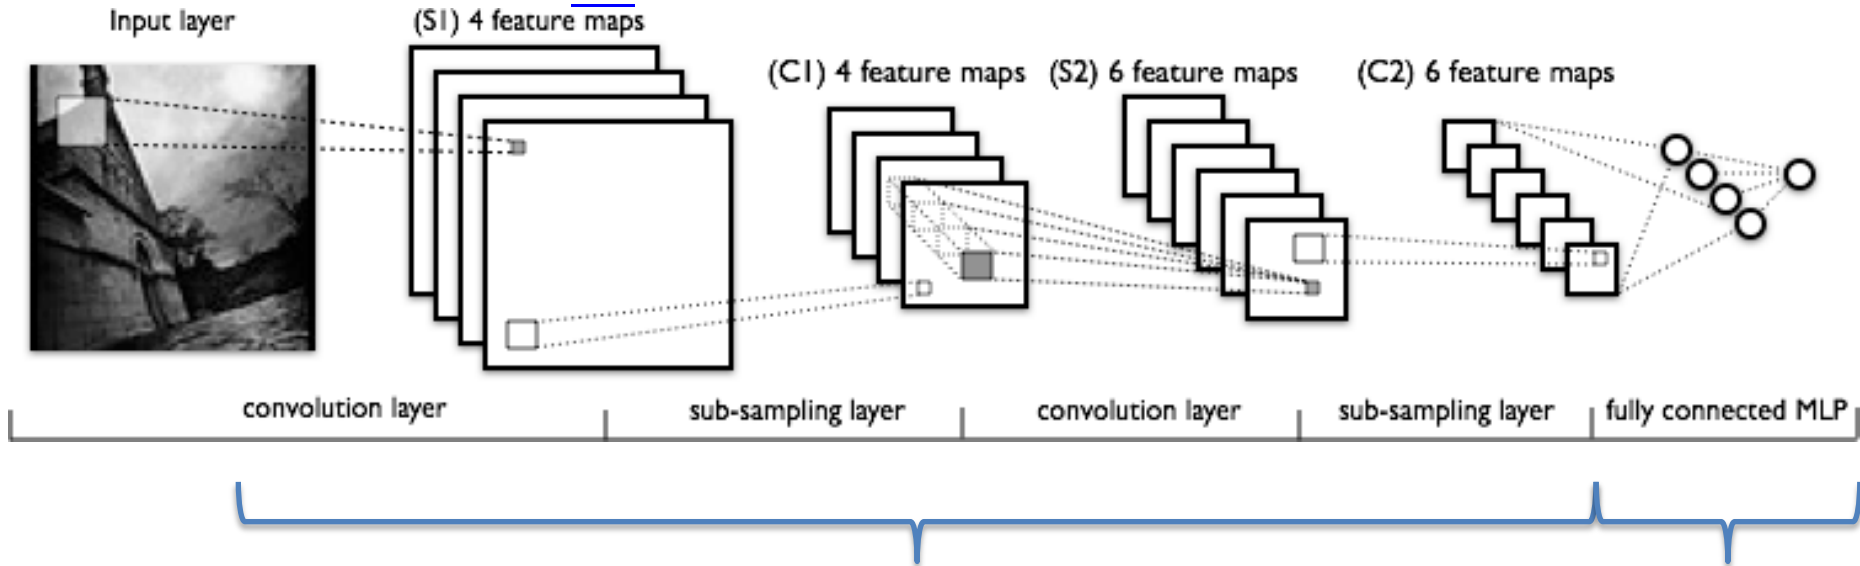 Input layer
(S1) 4 feature maps
(C1) 4 feature maps
(S2) 6 feature maps
(C2) 6 feature maps
convolution layer
sub-sampling layer
convolution layer
sub-sampling layer
fully connected MLP